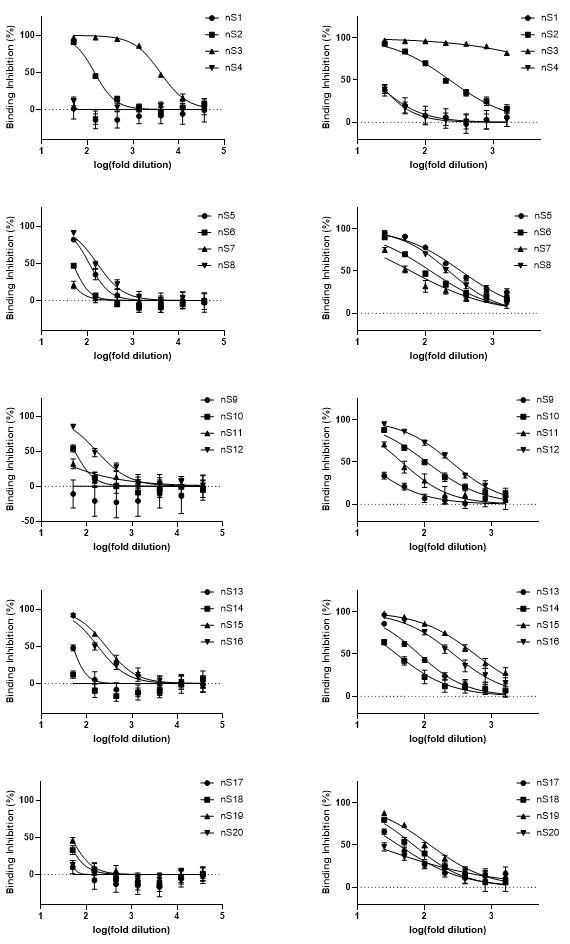 Binding Inhibition (%)
100
50
0
1 2 3 4 5
log(fold dilution)
nS1
nS2
nS3
nS4
Binding Inhibition (%)
100
50
0
1 2 3
log(fold dilution)
nS1
nS2
nS3
nS4
Binding Inhibition (%)
100
50
0
1 2 3 4 5
log(fold dilution)
nS5
nS6
nS7
nS8
Binding Inhibition (%)
100
50
0
1 2 3
log(fold dilution)
nS5
nS6
nS7
nS8
Binding Inhibition (%)
100
50
0
-50
1 2 3 4 5
log(fold dilution)
nS9
nS10
nS11
nS12
Binding Inhibition (%)
100
50
0
1 2 3
log(fold dilution)
nS9
nS10
nS11
nS12
Binding Inhibition (%)
100
50
0
1 2 3 4 5
log(fold dilution)
nS13
nS14
nS15
nS16
Binding Inhibition (%)
100
50
0
1 2 3
log(fold dilution)
nS13
nS14
nS15
nS16
Binding Inhibition (%)
100
50
0
1 2 3 4 5
log(fold dilution)
nS17
nS18
nS19
nS20
Binding Inhibition (%)
100
50
0
1 2 3
log(fold dilution)
nS17
nS18
nS19
nS20